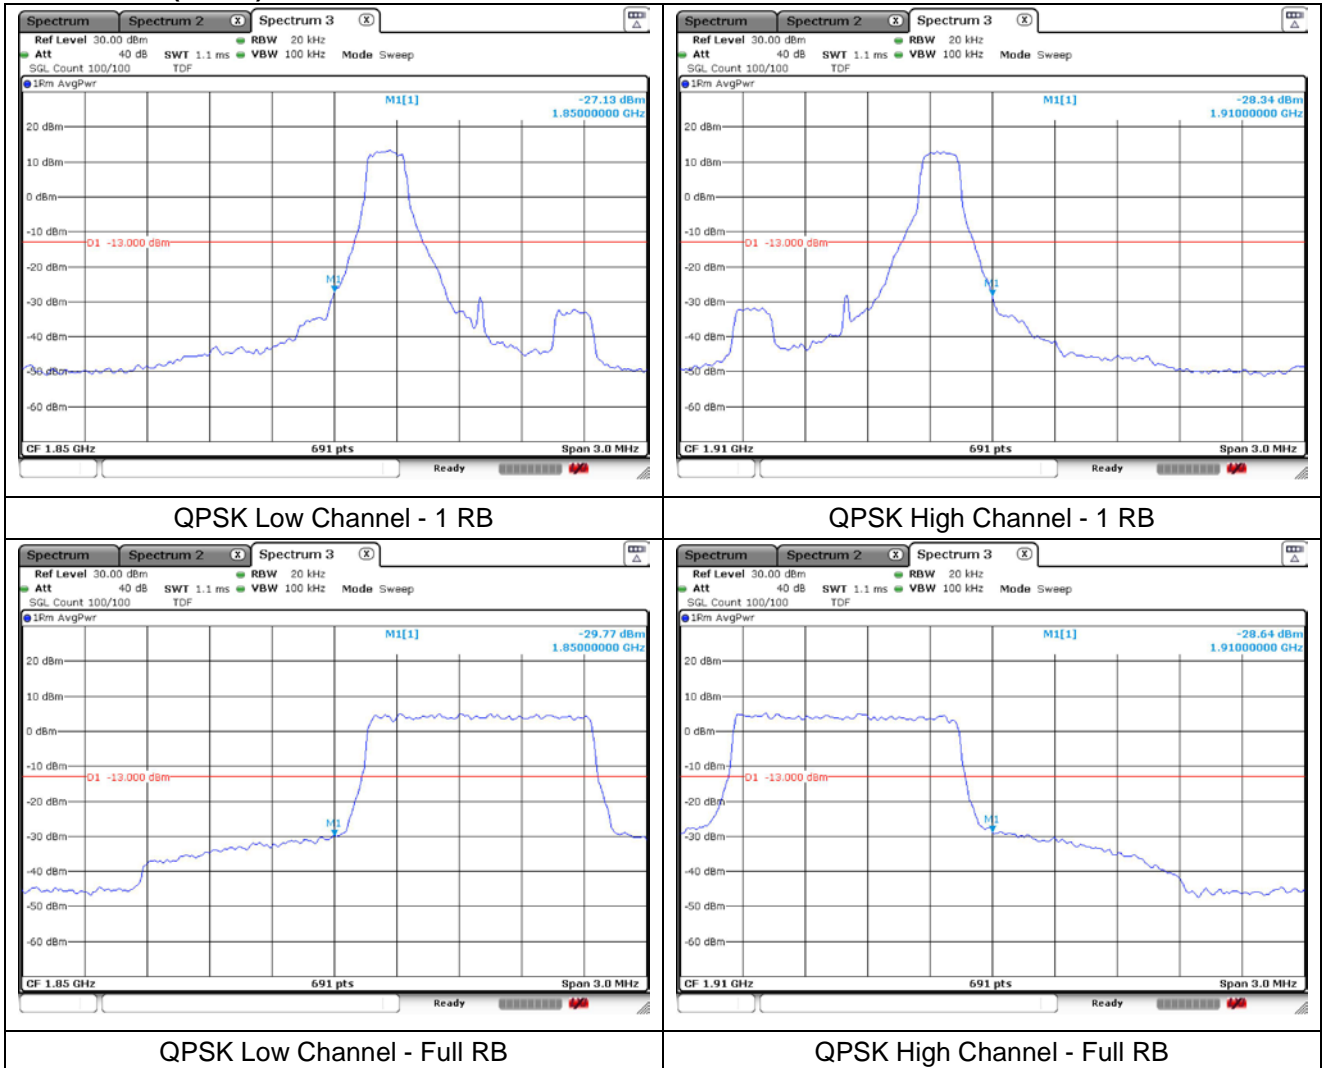 Spectrum Spectrum 2 X Spectrum 3 X
Ref Level 30.00 dBm RBW 20 kHz
Att 40 dB SWT 1.1 ms VBW 100 kHz Mode Sweep
SGL Count 100/100 TDF
1Rm AvgPwr
M1[1] -27.13 dBm
1.85000000 GHz
20 dBm
10 dBm
0 dBm
-10 dBm
D1 -13.000 dBm
-20 dBm
M1
-30 dBm
-40 dBm
-50 dBm
-60 dBm
CF 1.85 GHz 691 pts Span 3.0 MHz
Ready
QPSK Low Channel - 1 RB
Spectrum Spectrum 2 X Spectrum 3 X
Ref Level 30.00 dBm RBW 20 kHz
Att 40 dB SWT 1.1 ms VBW 100 kHz Mode Sweep
SGL Count 100/100 TDF
1Rm AvgPwr
M1[1] -28.34 dBm
1.91000000 GHz
20 dBm
10 dBm
0 dBm
-10 dBm
D1 -13.000 dBm
-20 dBm
M1
-30 dBm
-40 dBm
-50 dBm
-60 dBm
CF 1.91 GHz 691 pts Span 3.0 MHz
Ready
QPSK High Channel - 1 RB
Spectrum Spectrum 2 X Spectrum 3 X
Ref Level 30.00 dBm RBW 20 kHz
Att 40 dB SWT 1.1 ms VBW 100 kHz Mode Sweep
SGL Count 100/100 TDF
1Rm AvgPwr
M1[1] -29.77 dBm
1.85000000 GHz
20 dBm
10 dBm
0 dBm
-10 dBm
D1 -13.000 dBm
-20 dBm
M1
-30 dBm
-40 dBm
-50 dBm
-60 dBm
CF 1.85 GHz 691 pts Span 3.0 MHz
Ready
QPSK Low Channel - Full RB
Spectrum Spectrum 2 X Spectrum 3 X
Ref Level 30.00 dBm RBW 20 kHz
Att 40 dB SWT 1.1 ms VBW 100 kHz Mode Sweep
SGL Count 100/100 TDF
1Rm AvgPwr
M1[1] -28.64 dBm
1.91000000 GHz
20 dBm
10 dBm
0 dBm
-10 dBm
D1 -13.000 dBm
-20 dBm
M1
-30 dBm
-40 dBm
-50 dBm
-60 dBm
CF 1.91 GHz 691 pts Span 3.0 MHz
Ready
QPSK High Channel - Full RB